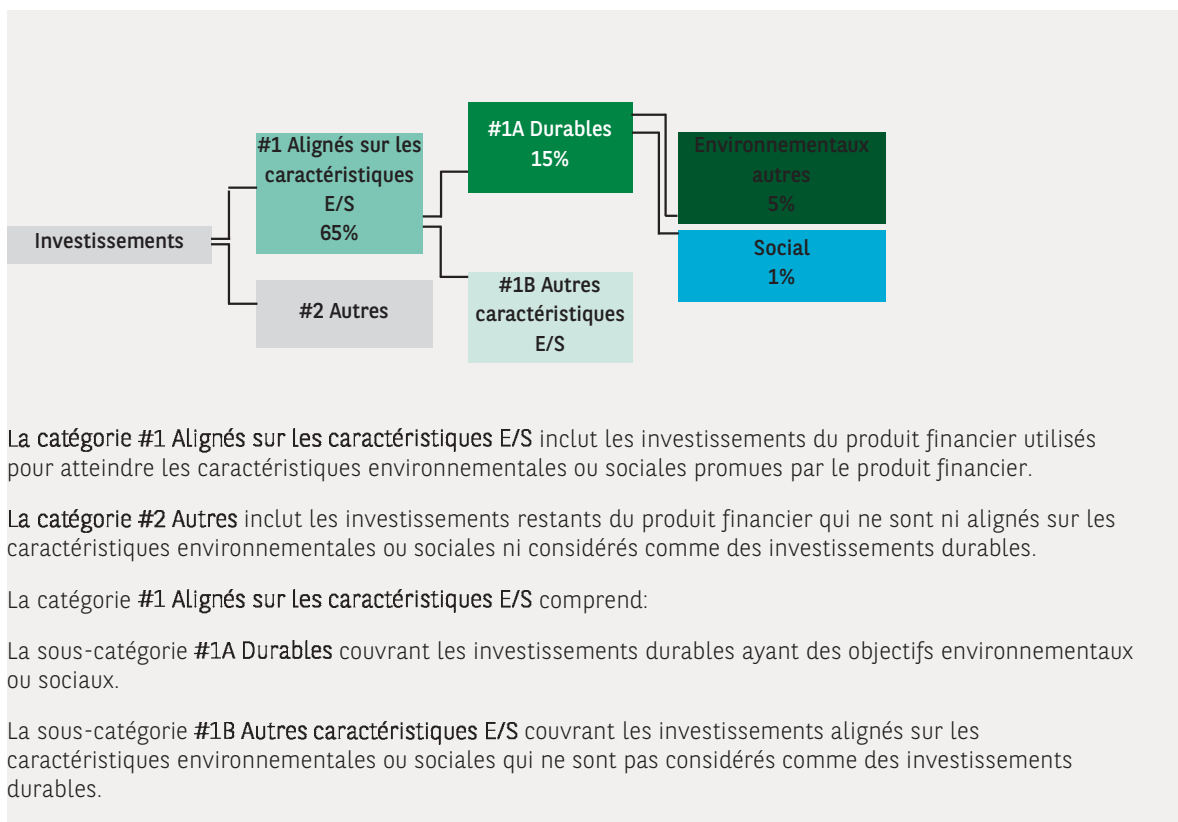 Investissements
#1 Alignés sur les
caractéristiques
E/S
65%
#2 Autres
#1A Durables
15%
#1B Autres
caractéristiques
E/S
Environnementaux
autres
5%
Social
1%
La catégorie #1 Alignés sur les caractéristiques E/S inclut les investissements du produit financier utilisés
pour atteindre les caractéristiques environnementales ou sociales promues par le produit financier.
La catégorie #2 Autres inclut les investissements restants du produit financier qui ne sont ni alignés sur les
caractéristiques environnementales ou sociales ni considérés comme des investissements durables.
La catégorie #1 Alignés sur les caractéristiques E/S comprend:
La sous-catégorie #1A Durables couvrant les investissements durables ayant des objectifs environnementaux
ou sociaux.
La sous-catégorie #1B Autres caractéristiques E/S couvrant les investissements alignés sur les
caractéristiques environnementales ou sociales qui ne sont pas considérés comme des investissements
durables.